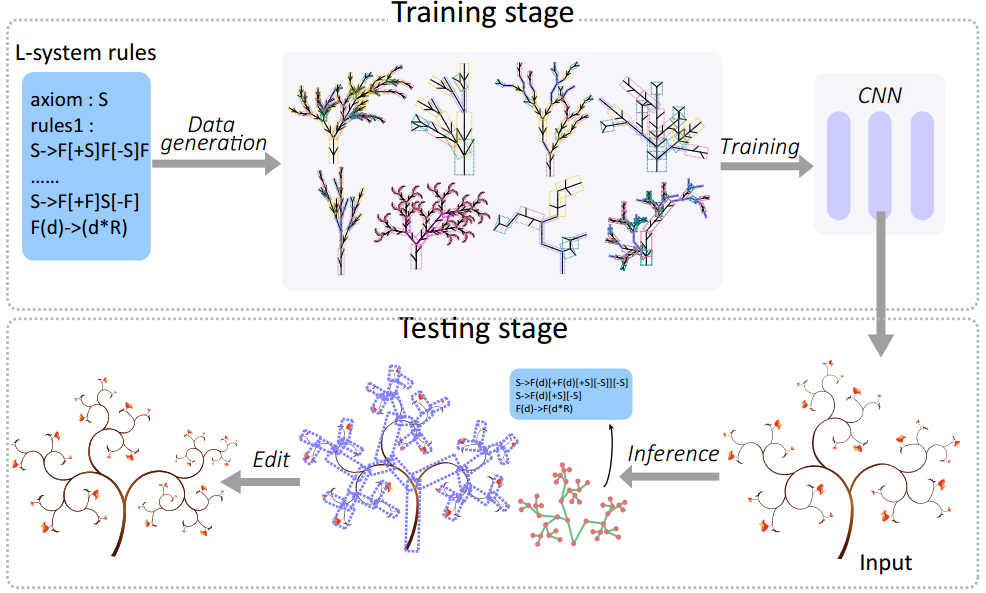 Training stage
L-system rules
axiom : S
rules1 :
S->F[+S]F[-S]F
......
S->F[+F]S[-F]
F(d)->(d*R)
Data
generation
Training
CNN
Testing stage
S->F(d)[+F(d)[+S][-S]][-S]
S->F(d)[+S][-S]
F(d)->F(d*R)
Edit
Inference
Input